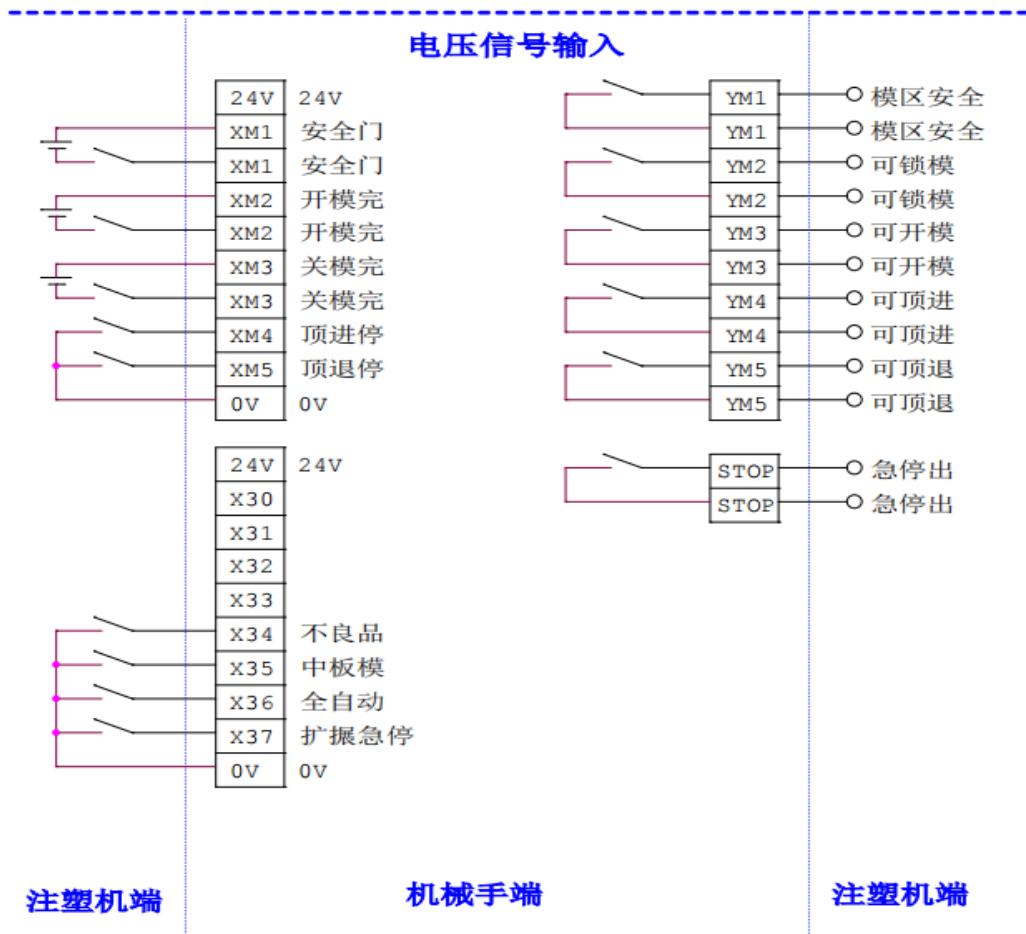 电压信号输入
24V 24V
XM1 安全门
XM1 安全门
XM2 开模完
XM2 开模完
XM3 关模完
XM3 关模完
XM4 顶进停
XM5 顶退停
0V 0V
24V 24V
X30
X31
X32
X33
X34 不良品
X35 中板模
X36 全自动
X37 扩掁急停
0V 0V
YM1 模区安全
YM1 模区安全
YM2 可锁模
YM2 可锁模
YM3 可开模
YM3 可开模
YM4 可顶进
YM4 可顶进
YM5 可顶退
YM5 可顶退
STOP 急停出
STOP 急停出
注塑机端
机械手端
注塑机端